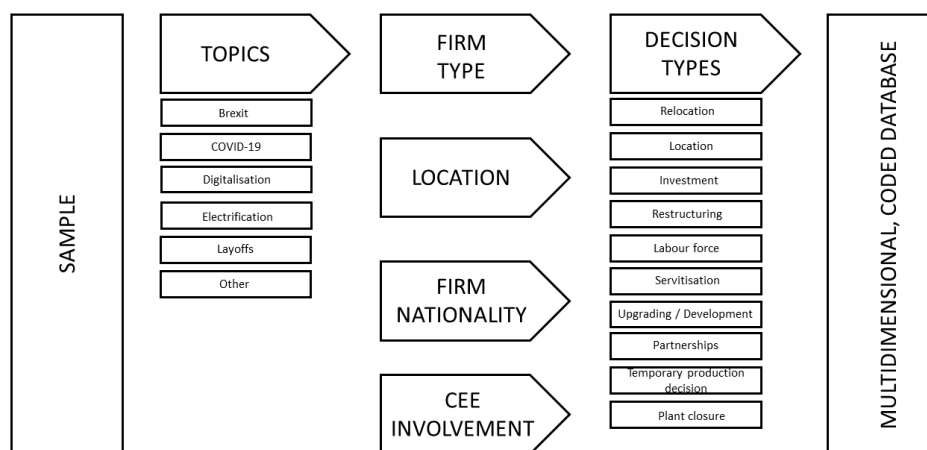 SAMPLE
TOPICS
Brexit
COVID-19
Digitalisation
Electrification
Layoffs
Other
FIRM
TYPE
LOCATION
FIRM
NATIONALITY
CEE
INVOLVEMENT
DECISION
TYPES
Relocation
Location
Investment
Restructuring
Labour force
Servitisation
Upgrading / Development
Partnerships
Temporary production
decision
Plant closure
MULTIDIMENSIONAL, CODED DATABASE